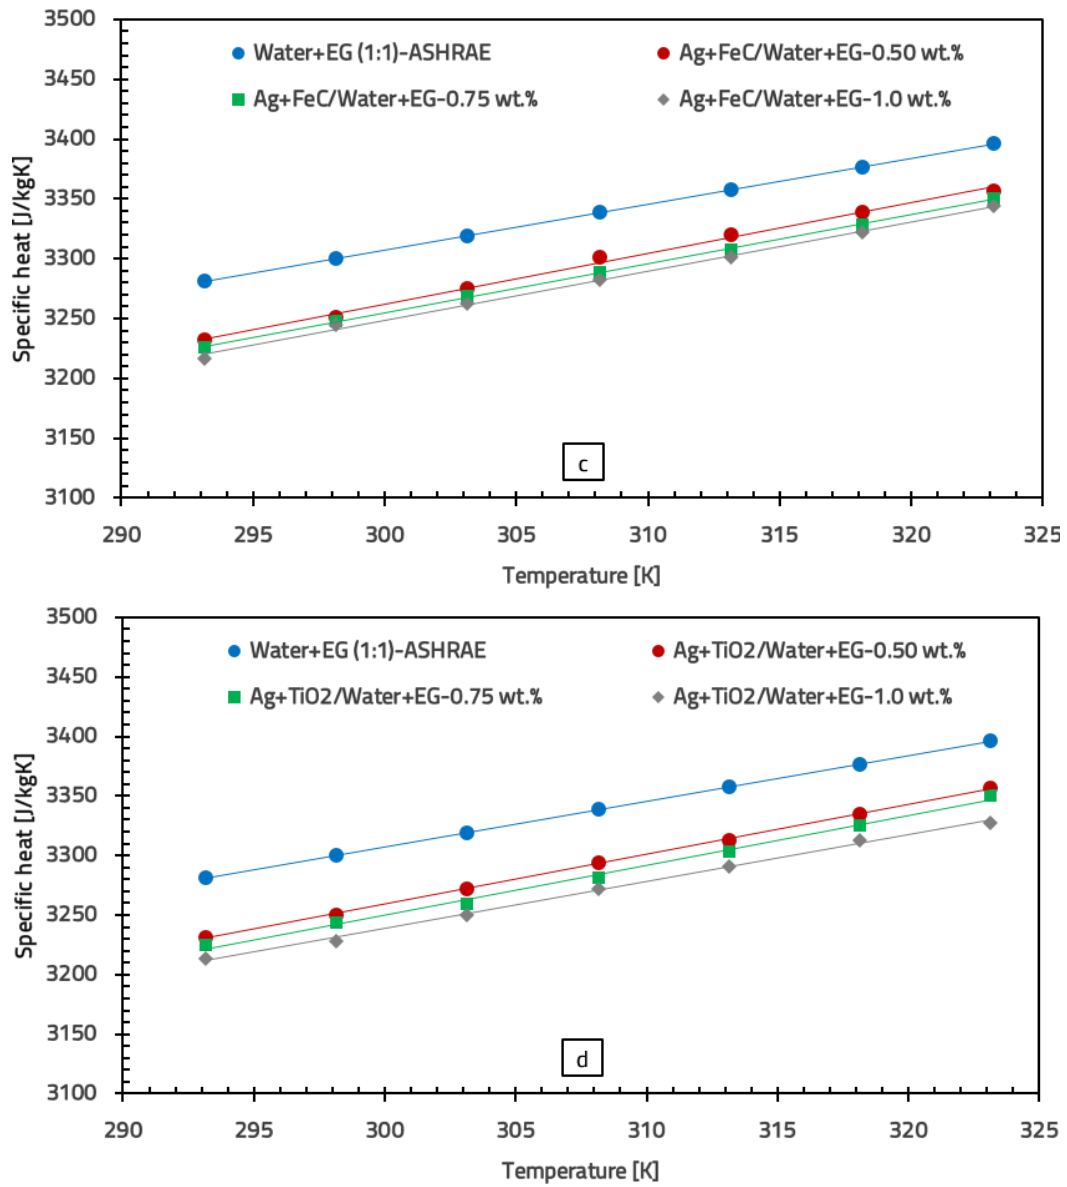 3500
Water+EG (1:1)-ASHRAE
Ag+FeC/Water+EG-0.50 wt.%
3450
Ag+FeC/Water+EG-0.75 wt.%
Ag+FeC/Water+EG-1.0 wt.%
3400
3350
3300
3250
3200
3150
3100
Specific heat [J/kgK]
c
290 295 300 305 310 315 320 325
Temperature [K]
3500
Water+EG (1:1)-ASHRAE
Ag+TiO2/Water+EG-0.50 wt.%
3450
Ag+TiO2/Water+EG-0.75 wt.%
Ag+TiO2/Water+EG-1.0 wt.%
3400
3350
3300
3250
3200
3150
3100
Specific heat [J/kgK]
d
290 295 300 305 310 315 320 325
Temperature [K]